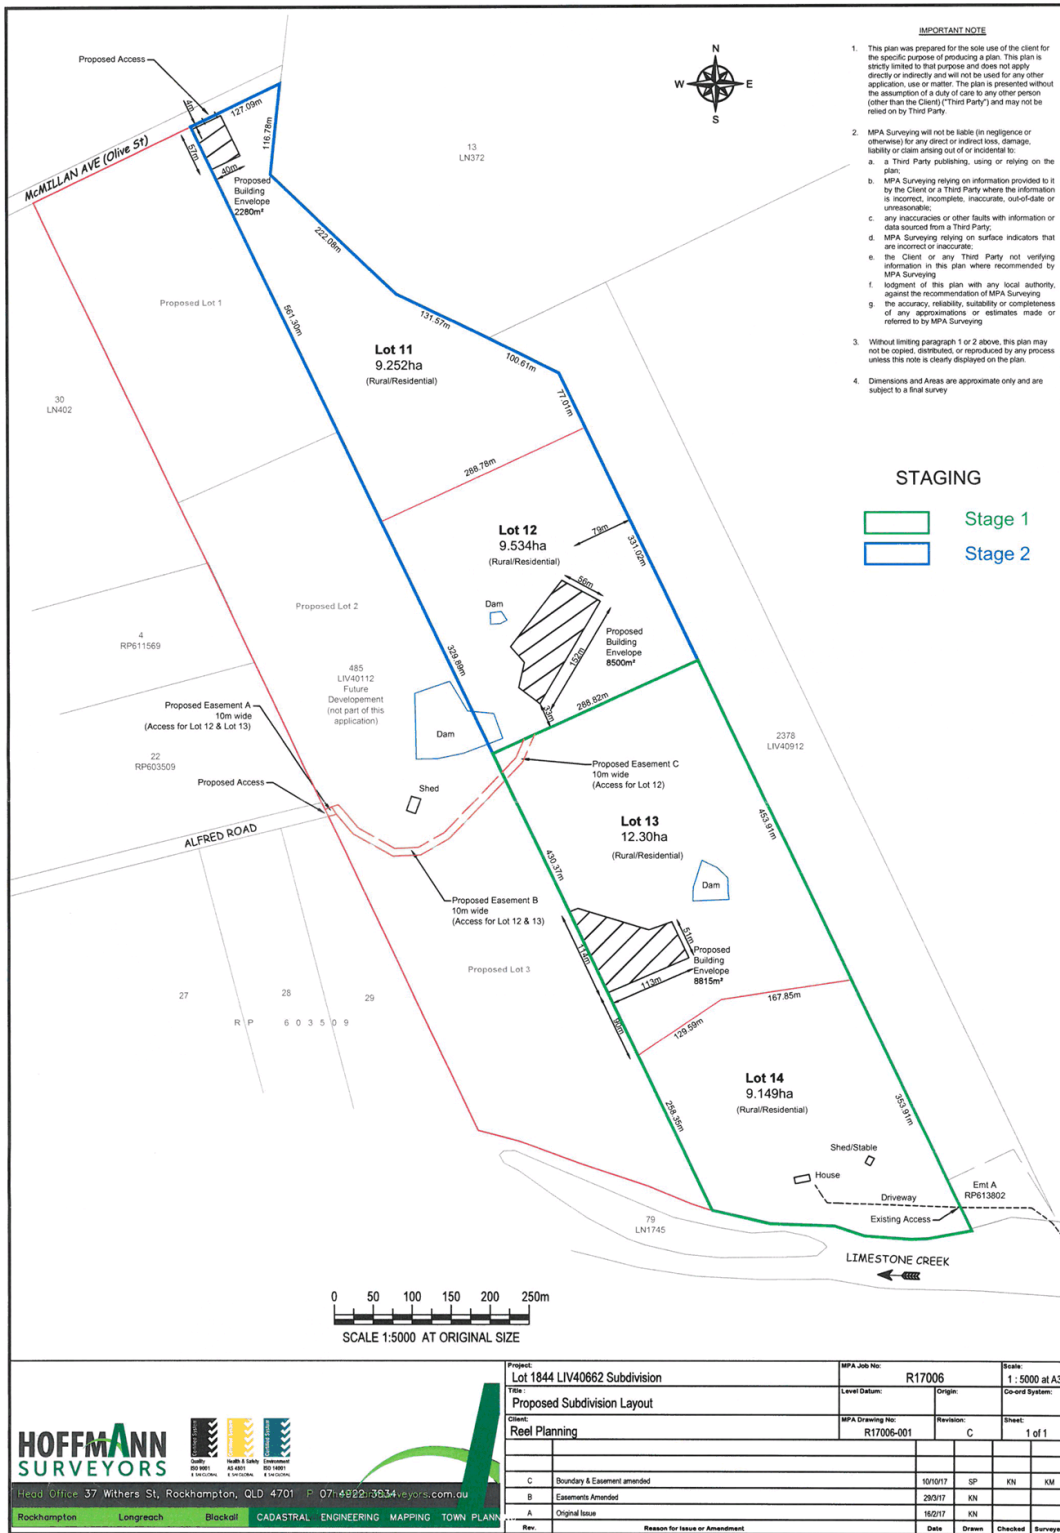 IMPORTANT NOTE
1. This plan was prepared for the sole use of the client for
the specific purpose of producing a plan. This plan is
strictly limited to that purpose and does not apply
directly or indirectly and will not be used for any other
application, use or matter. The plan is presented without
the assumption of a duty of care to any other person
(other than the Client) ("Third Party") and may not be
relied on by Third Party.
2. MPA Surveying will not be liable (in negligence or
otherwise) for any direct or indirect loss, damage,
liability or claim arising out of or incidental to:
a. a Third Party publishing, using or relying on the
plan;
b. MPA Surveying relying on information provided to it
by the Client or a Third Party where the information
is incorrect, incomplete, inaccurate, out-of-date or
unreasonable;
c. any inaccuracies or other faults with information or
data sourced from a Third Party;
d. MPA Surveying relying on surface indicators that
are incorrect or inaccurate;
e. the Client or any Third Party not verifying
information in this plan where recommended by
MPA Surveying
f. lodgment of this plan with any local authority,
against the recommendation of MPA Surveying
g. the accuracy, reliability, suitability or completeness
of any approximations or estimates made or
referred to by MPA Surveying
3. Without limiting paragraph 1 or 2 above, this plan may
not be copied, distributed, or reproduced by any process
unless this note is clearly displayed on the plan.
4. Dimensions and Areas are approximate only and are
subject to a final survey
N
W E
S
Proposed Access
4m
127.09m
116.78m
57m
40m
McMILLAN AVE (Olive St)
Proposed
Building
Envelope
2280m²
13
LN372
222.08m
Proposed Lot 1
561.30m
131.57m
Lot 11
9.252ha
(Rural/Residential)
100.61m
77.01m
30
LN402
288.78m
STAGING
Stage 1
Stage 2
Lot 12
9.534ha
(Rural/Residential)
79m
331.02m
56m
Dam
Proposed Lot 2
4
RP611569
Proposed
Building
Envelope
8500m²
152m
329.89m
485
LIV40112
Future
Developement
(not part of this
application)
33m
288.82m
Proposed Easement A
10m wide
(Access for Lot 12 & Lot 13)
Dam
2378
LIV40912
22
RP603509
Proposed Access
Proposed Easement C
10m wide
(Access for Lot 12)
Shed
ALFRED ROAD
Lot 13
12.30ha
(Rural/Residential)
453.91m
430.37m
Dam
Proposed Easement B
10m wide
(Access for Lot 12 & 13)
51m
114m
Proposed
Building
Envelope
8815m²
Proposed Lot 3
113m
27
28
29
R P 6 0 3 5 0 9
90m
167.85m
129.59m
Lot 14
9.149ha
(Rural/Residential)
258.35m
353.91m
Shed/Stable
House
Driveway
Emt A
RP613802
Existing Access
79
LN1745
LIMESTONE CREEK
0 50 100 150 200 250m
SCALE 1:5000 AT ORIGINAL SIZE
Project:
Lot 1844 LIV40662 Subdivision
MPA Job No:
R17006
Scale:
1 : 5000 at A3
Title :
Proposed Subdivision Layout
Level Datum:
Origin:
Co-ord System:
Client:
Reel Planning
MPA Drawing No:
R17006-001
Revision:
C
Sheet:
1 of 1
C Boundary & Easement amended 10/10/17 SP KN KM
B Easements Amended 29/3/17 KN
A Original Issue 16/2/17 KN
Rev. Reason for Issue or Amendment Date Drawn Checked Surveyed
HOFFMANN
SURVEYORS
Certified System Certified System Certified System
Quality Health & Safety Environment
ISO 9001 AS 4801 ISO 14001
Head Office 37 Withers St, Rockhampton, QLD 4701 P 07
Rockhampton Longreach Blackall CADASTRAL ENGINEERING MAPPING TOWN PLANN